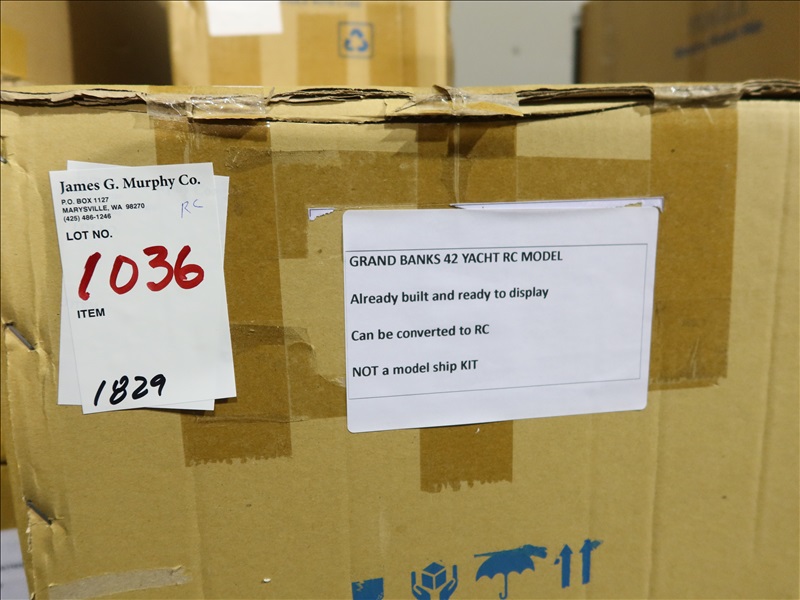 James G. Murphy Co.
P.O. BOX 1127
MARYSVILLE, WA 98270
(425) 486-1246
RC
LOT NO.
1036
ITEM
1829
GRAND BANKS 42 YACHT RC MODEL
Already built and ready to display
Can be converted to RC
NOT a model ship KIT